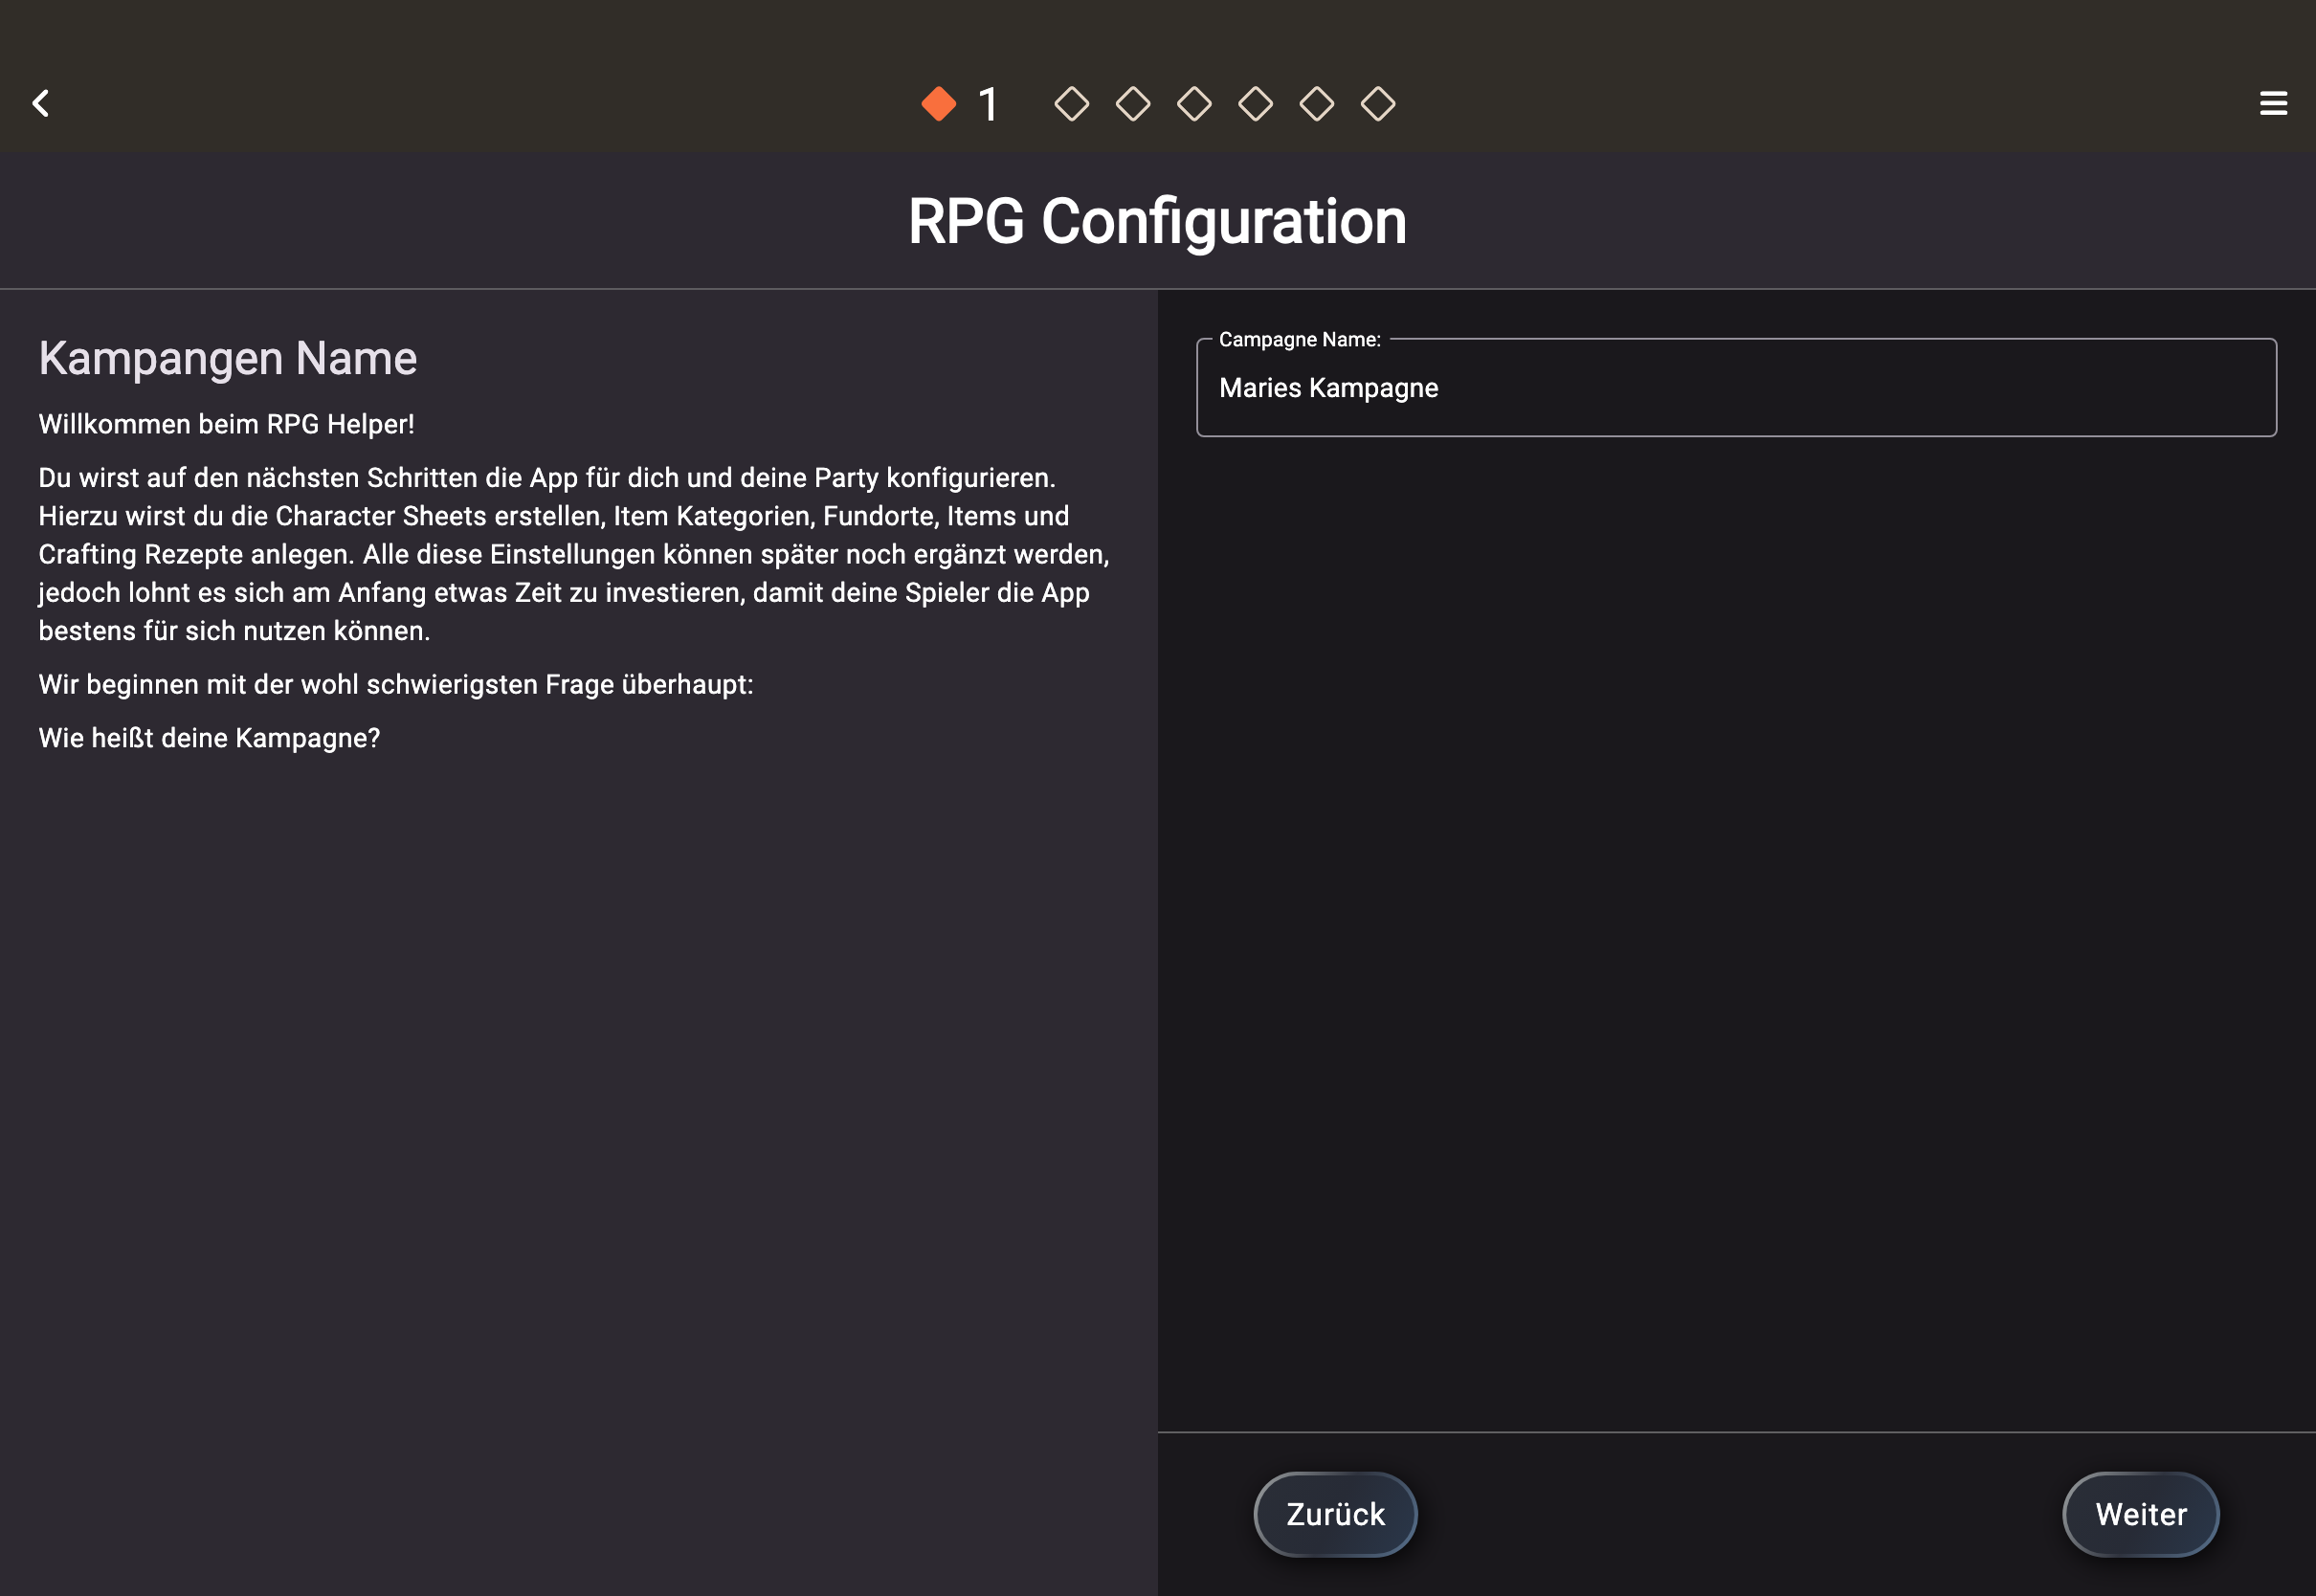 1
RPG Configuration
Kampangen Name
Willkommen beim RPG Helper!
Du wirst auf den nächsten Schritten die App für dich und deine Party konfigurieren.
Hierzu wirst du die Character Sheets erstellen, Item Kategorien, Fundorte, Items und
Crafting Rezepte anlegen. Alle diese Einstellungen können später noch ergänzt werden,
jedoch lohnt es sich am Anfang etwas Zeit zu investieren, damit deine Spieler die App
bestens für sich nutzen können.
Wir beginnen mit der wohl schwierigsten Frage überhaupt:
Wie heißt deine Kampagne?
Campagne Name:
Maries Kampagne
Zurück
Weiter